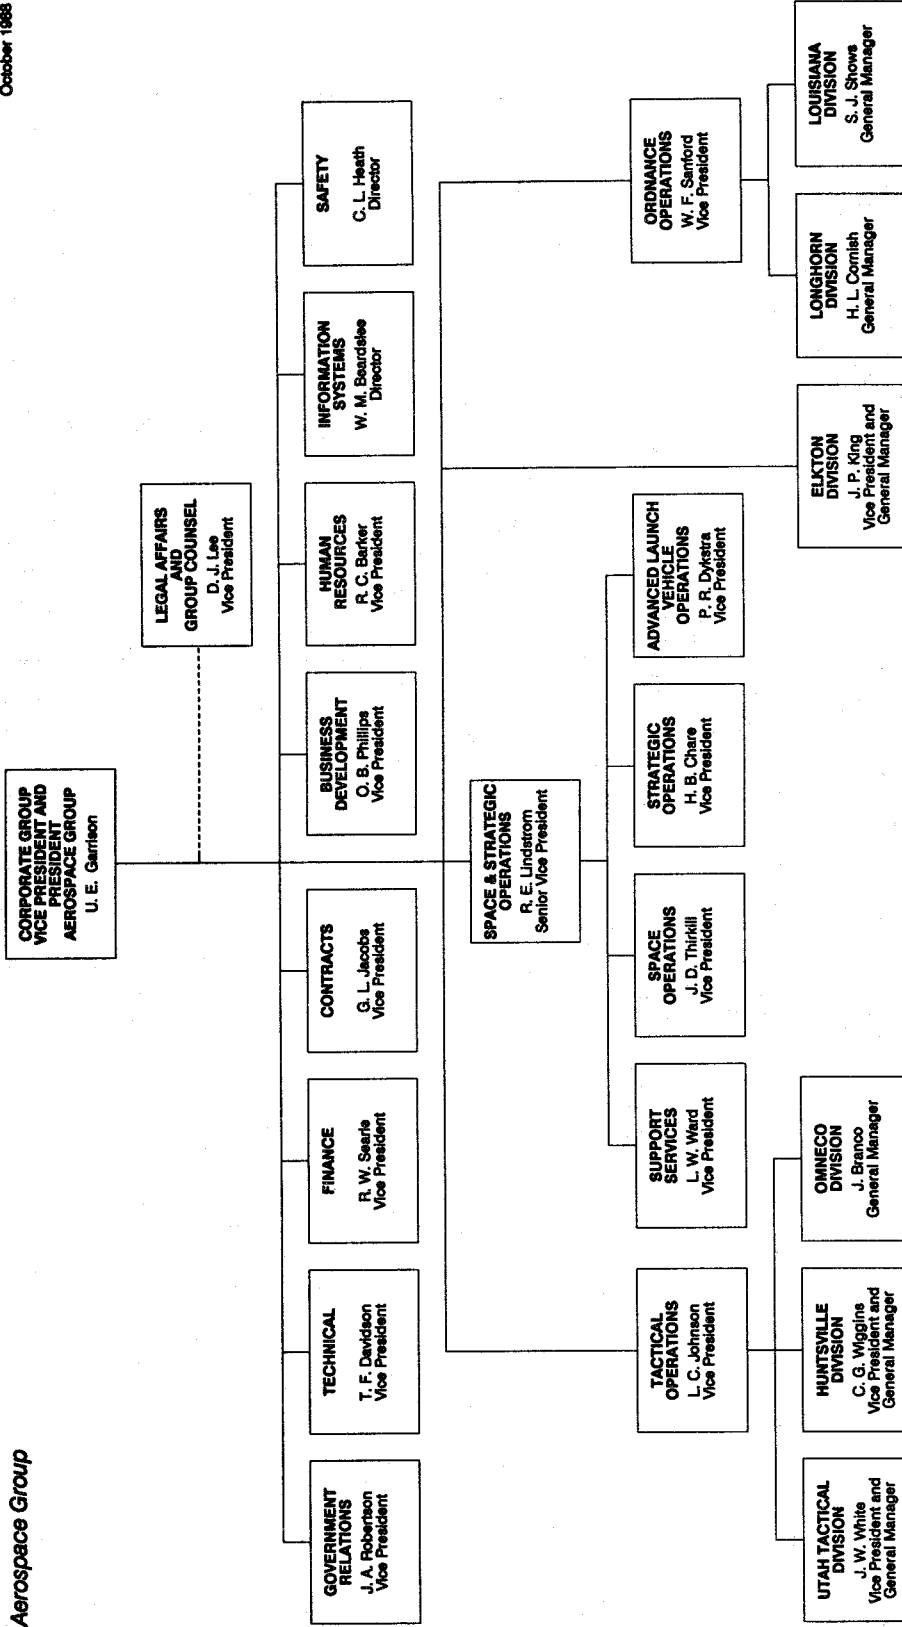 Aerospace Group
October 1988
CORPORATE GROUP
VICE PRESIDENT AND
PRESIDENT
AEROSPACE GROUP
U. E. Garrison
LEGAL AFFAIRS
AND
GROUP COUNSEL
D. J. Lee
Vice President
GOVERNMENT
RELATIONS
J. A. Robertson
Vice President
TECHNICAL
T. F. Davidson
Vice President
FINANCE
R. W. Searle
Vice President
CONTRACTS
G. L. Jacobs
Vice President
BUSINESS
DEVELOPMENT
O. B. Phillips
Vice President
HUMAN
RESOURCES
R. C. Barker
Vice President
INFORMATION
SYSTEMS
W. M. Beardslee
Director
SAFETY
C. L. Heath
Director
SPACE & STRATEGIC
OPERATIONS
R. E. Lindstrom
Senior Vice President
TACTICAL
OPERATIONS
L. C. Johnson
Vice President
SUPPORT
SERVICES
L. W. Ward
Vice President
SPACE
OPERATIONS
J. D. Thirkill
Vice President
STRATEGIC
OPERATIONS
H. B. Chare
Vice President
ADVANCED LAUNCH
VEHICLE
OPERATIONS
P. R. Dykstra
Vice President
ORDNANCE
OPERATIONS
W. F. Sanford
Vice President
UTAH TACTICAL
DIVISION
J. W. White
Vice President and
General Manager
HUNTSVILLE
DIVISION
C. G. Wiggins
Vice President and
General Manager
OMNECO
DIVISION
J. Branco
General Manager
ELKTON
DIVISION
J. P. King
Vice President and
General Manager
LONGHORN
DIVISION
H. L. Cornish
General Manager
LOUISIANA
DIVISION
S. J. Shows
General Manager